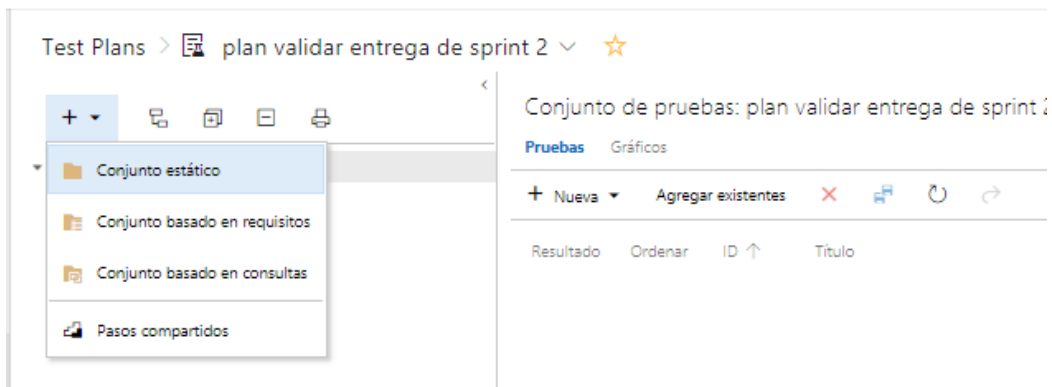 Test Plans > plan validar entrega de sprint 2
Conjunto de pruebas: plan validar entrega de sprint 2
Pruebas Gráficos
Conjunto estático
Conjunto basado en requisitos
Conjunto basado en consultas
Pasos compartidos
+ Nueva Agregar existentes
Resultado Ordenar ID ↑ Título